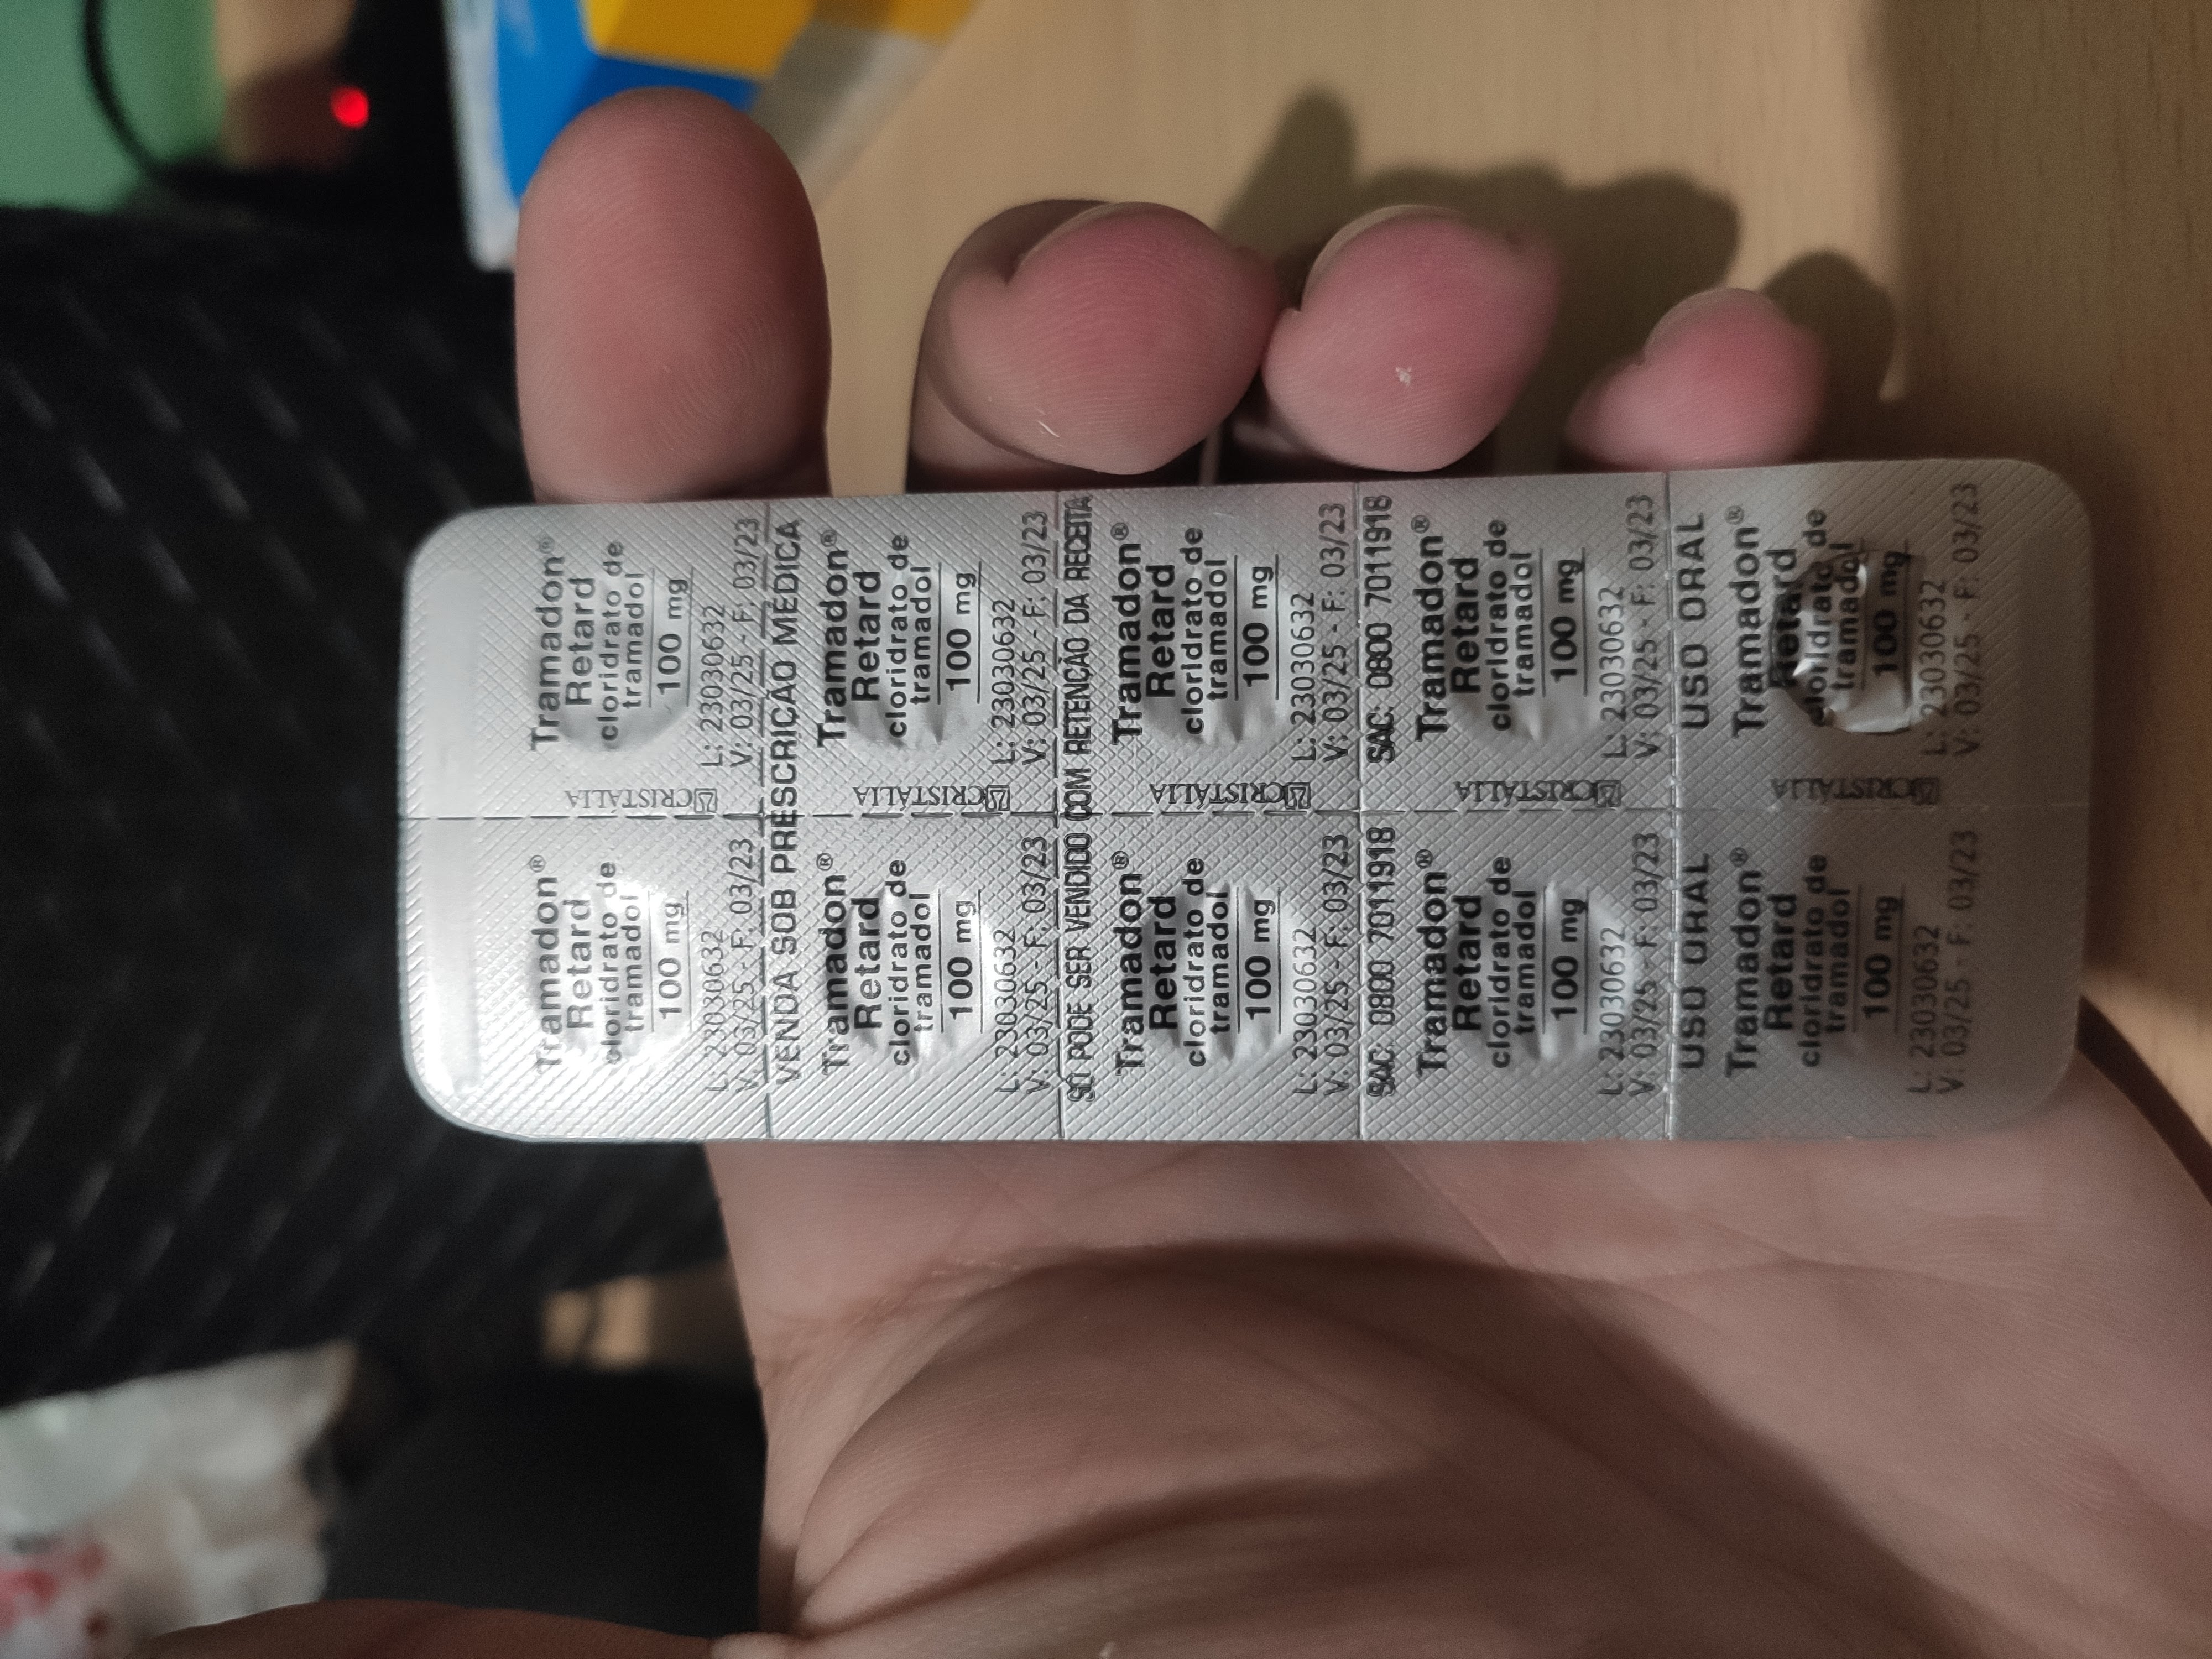 Tramadon® Tramadon®
Retard Retard
cloridrato de cloridrato de
tramadol tramadol
100 mg 100 mg
CRISTÁLIA
L: 23030632 L: 23030632
V: 03/25 - F: 03/23 V: 03/25 - F: 03/23
VENDA SOB PRESCRIÇÃO MÉDICA
Tramadon® Tramadon®
Retard Retard
cloridrato de cloridrato de
tramadol tramadol
100 mg 100 mg
CRISTÁLIA
L: 23030632 L: 23030632
V: 03/25 - F: 03/23 V: 03/25 - F: 03/23
SÓ PODE SER VENDIDO COM RETENÇÃO DA RECEITA
Tramadon® Tramadon®
Retard Retard
cloridrato de cloridrato de
tramadol tramadol
100 mg 100 mg
CRISTÁLIA
L: 23030632 L: 23030632
V: 03/25 - F: 03/23 V: 03/25 - F: 03/23
SAC: 0800 7011918 SAC: 0800 7011918
Tramadon® Tramadon®
Retard Retard
cloridrato de cloridrato de
tramadol tramadol
100 mg 100 mg
CRISTÁLIA
L: 23030632 L: 23030632
V: 03/25 - F: 03/23 V: 03/25 - F: 03/23
USO ORAL USO ORAL
Tramadon® Tramadon®
Retard Retard
cloridrato de cloridrato de
tramadol tramadol
100 mg 100 mg
CRISTÁLIA
L: 23030632 L: 23030632
V: 03/25 - F: 03/23 V: 03/25 - F: 03/23